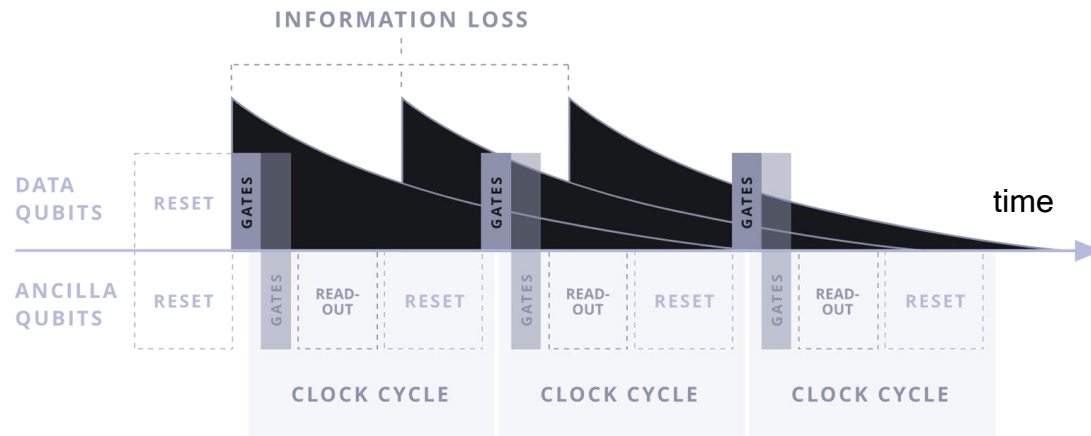 INFORMATION LOSS
DATA
QUBITS
RESET
GATES
GATES
GATES
time
ANCILLA
QUBITS
RESET
GATES
READ-
OUT
RESET
GATES
READ-
OUT
RESET
GATES
READ-
OUT
RESET
CLOCK CYCLE
CLOCK CYCLE
CLOCK CYCLE